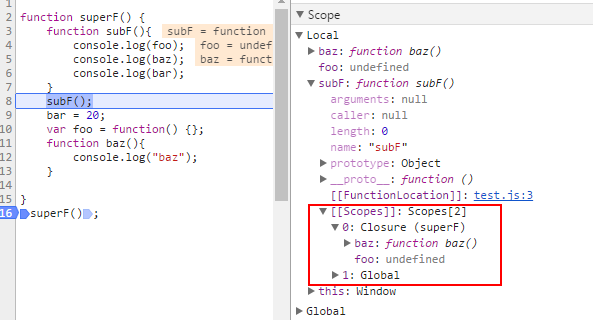 1
2 function superF() {
3 function subF(){ subF = function
4 console.log(foo); foo = undef
5 console.log(baz); baz = funct
6 console.log(bar);
7 }
8 subF();
9 bar = 20;
10 var foo = function() {};
11 function baz(){
12 console.log("baz");
13 }
14
15 }
16 superF();
Scope
Local
baz: function baz()
foo: undefined
subF: function subF()
arguments: null
caller: null
length: 0
name: "subF"
prototype: Object
__proto__: function ()
[[FunctionLocation]]: test.js:3
[[Scopes]]: Scopes[2]
0: Closure (superF)
baz: function baz()
foo: undefined
1: Global
this: Window
Global